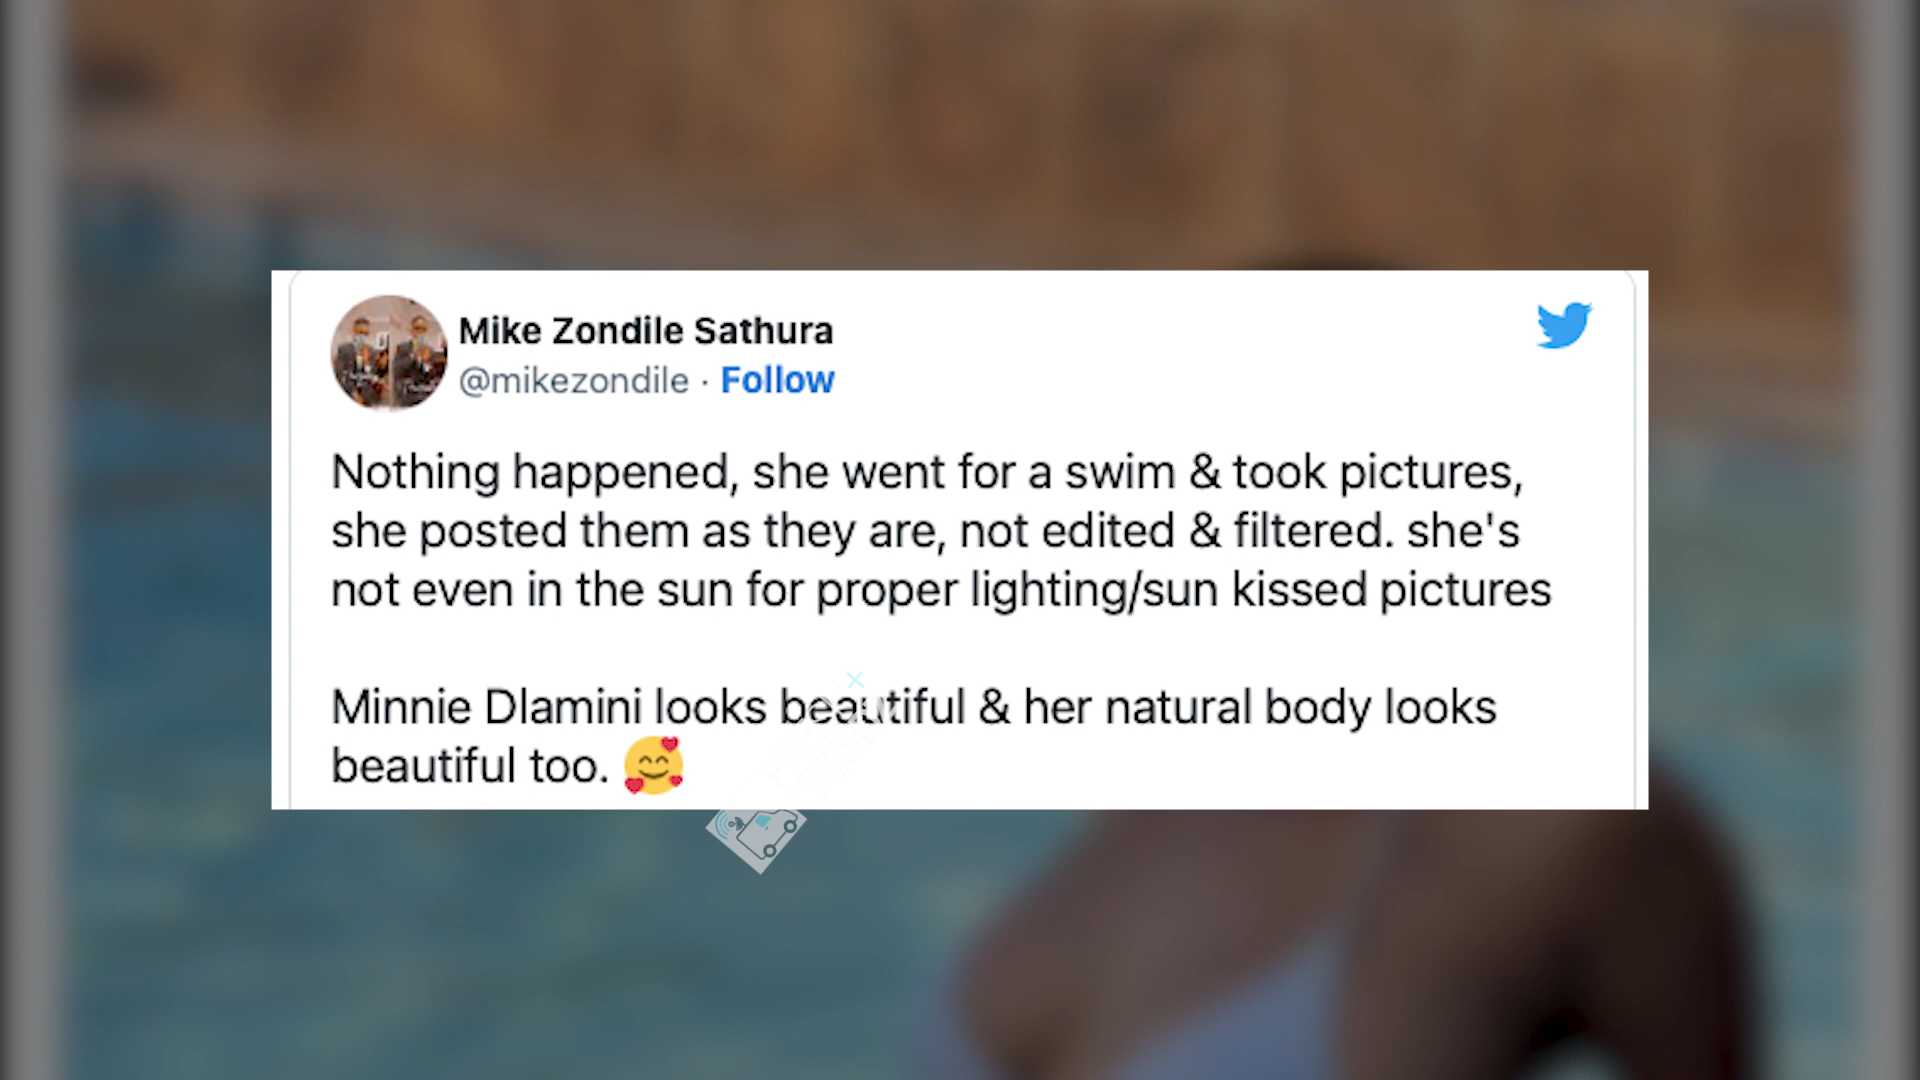 Mike Zondile Sathura
@mikezondile · Follow
Nothing happened, she went for a swim & took pictures,
she posted them as they are, not edited & filtered. she's
not even in the sun for proper lighting/sun kissed pictures
Minnie Dlamini looks beautiful & her natural body looks
beautiful too. 🥰